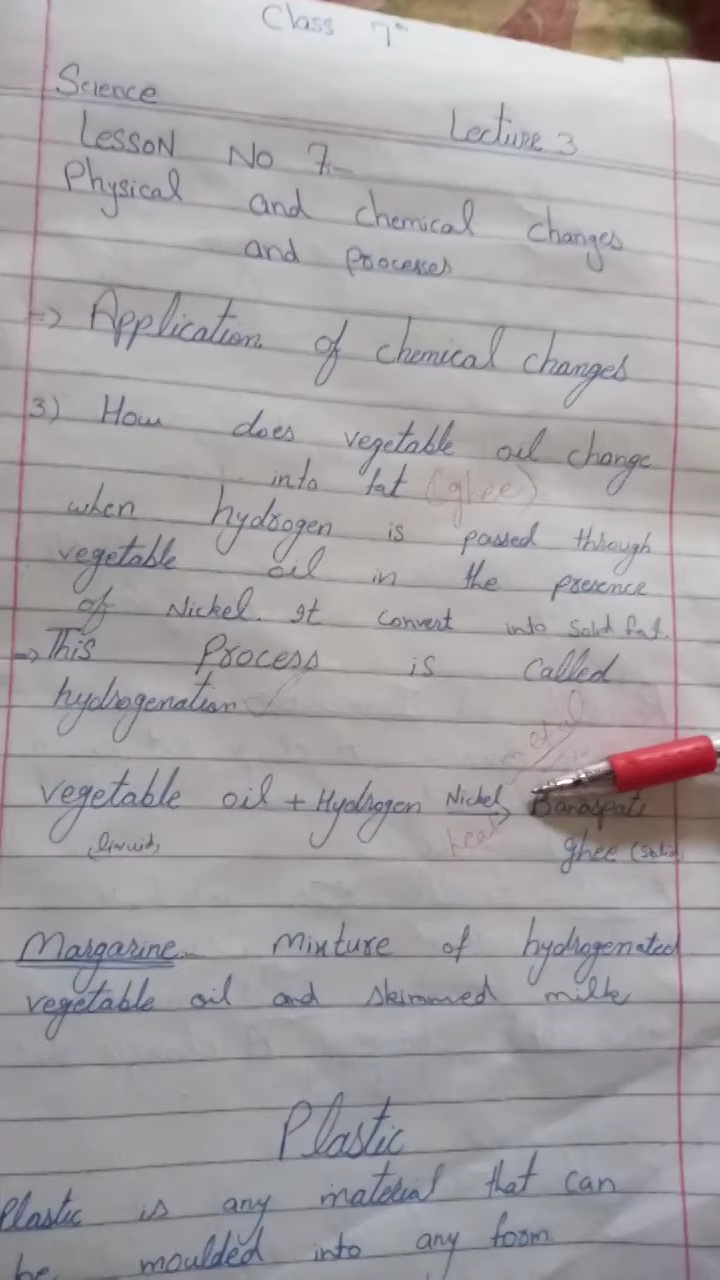 Class 7th
Science
Lecture 3
Lesson No 7
Physical and chemical changes
and processes
→ Application of chemical changes
3) How does vegetable oil change
into fat (ghee)
when hydrogen is passed through
vegetable oil in the presence
of Nickel. It convert into Solid fat.
→ This Process is called
hydrogenation
metal
vegetable oil + Hydrogen Nickel → Banaspati
liquid heat ghee (Solid
Margarine mixture of hydrogenated
vegetable oil and skimmed milk
Plastic
Plastic is any material that can
be moulded into any form